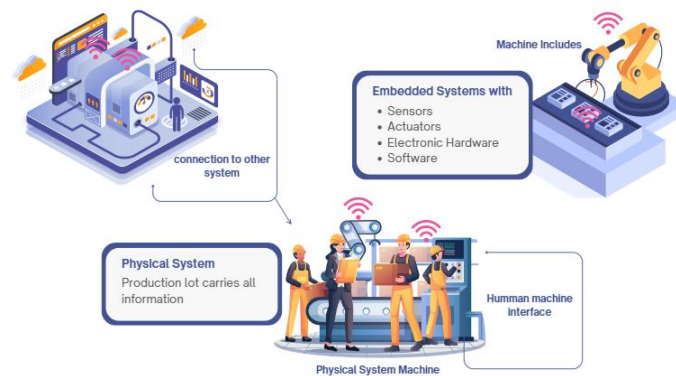 Machine Includes
Embedded Systems with
• Sensors
• Actuators
• Electronic Hardware
• Software
connection to other
system
Physical System
Production lot carries all
information
Humman machine
interface
Physical System Machine